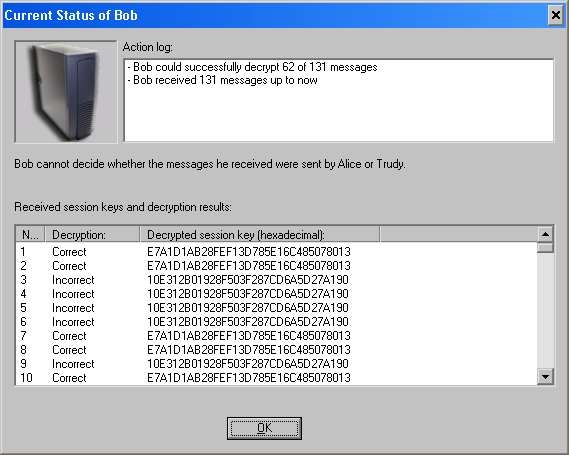 Current Status of Bob
Action log:
- Bob could successfully decrypt 62 of 131 messages
- Bob received 131 messages up to now
Bob cannot decide whether the messages he received were sent by Alice or Trudy.
Received session keys and decryption results:
N... Decryption: Decrypted session key (hexadecimal):
1 Correct E7A1D1AB28FEF13D785E16C485078013
2 Correct E7A1D1AB28FEF13D785E16C485078013
3 Incorrect 10E312B01928F503F287CD6A5D27A190
4 Incorrect 10E312B01928F503F287CD6A5D27A190
5 Incorrect 10E312B01928F503F287CD6A5D27A190
6 Incorrect 10E312B01928F503F287CD6A5D27A190
7 Correct E7A1D1AB28FEF13D785E16C485078013
8 Correct E7A1D1AB28FEF13D785E16C485078013
9 Incorrect 10E312B01928F503F287CD6A5D27A190
10 Correct E7A1D1AB28FEF13D785E16C485078013
OK